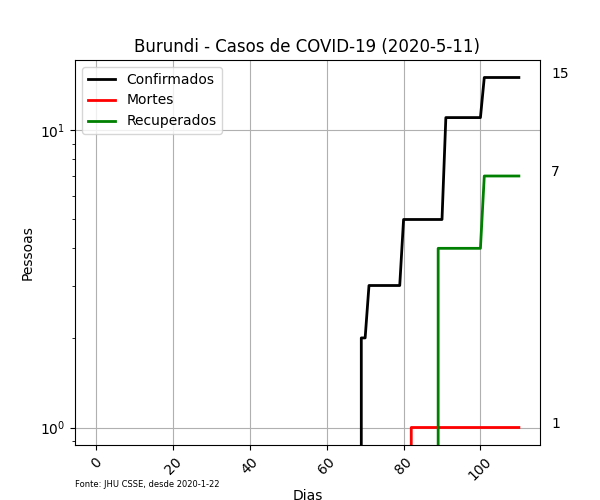 Burundi - Casos de COVID-19 (2020-5-11)
Confirmados
Mortes
Recuperados
15
10¹
7
Pessoas
1
10⁰
0 20 40 60 80 100
Fonte: JHU CSSE, desde 2020-1-22
Dias